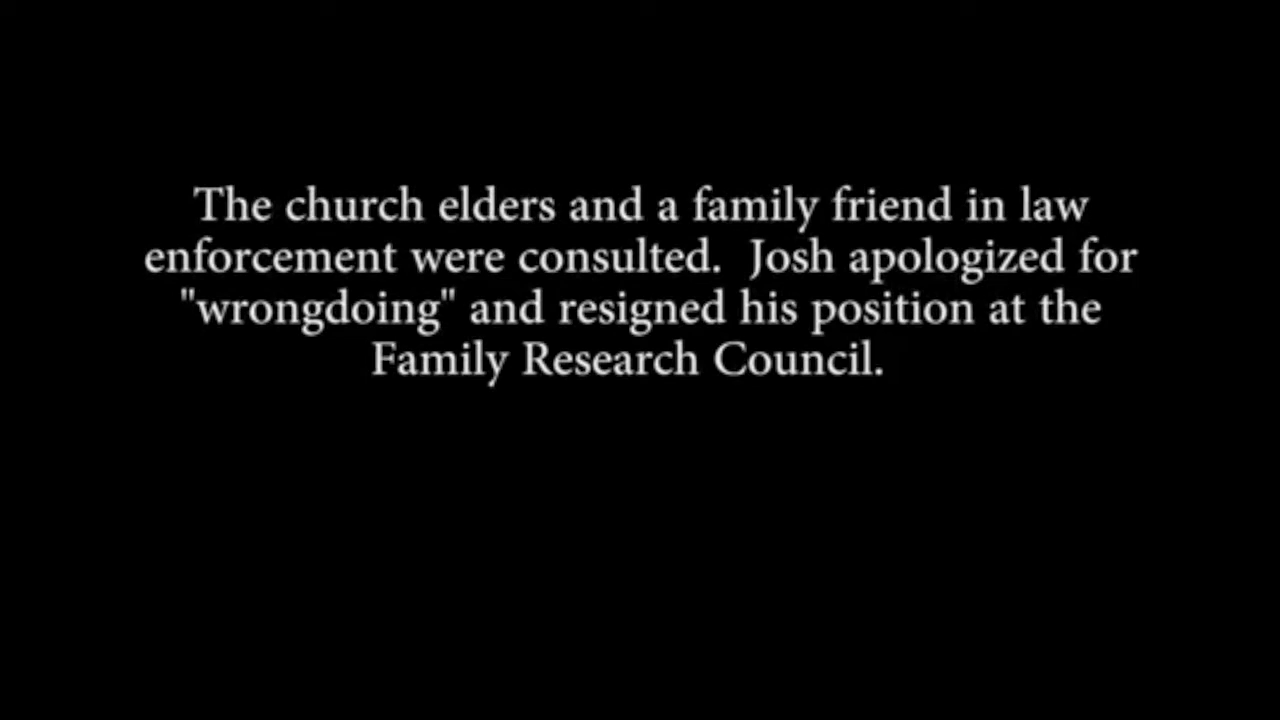 The church elders and a family friend in law
enforcement were consulted.  Josh apologized for
"wrongdoing" and resigned his position at the
Family Research Council.